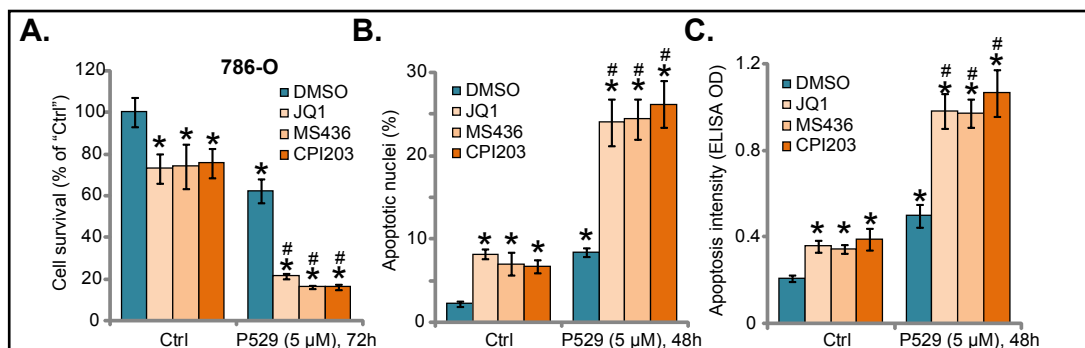 A.
786-O
Cell survival (% of "Ctrl")
120
100
80
60
40
20
0
DMSO
JQ1
MS436
CPI203
* * * * # * # * # *
Ctrl
P529 (5 µM), 72h
B.
Apoptotic nuclei (%)
30
20
10
0
DMSO
JQ1
MS436
CPI203
* * * * # * # * # *
Ctrl
P529 (5 µM), 48h
C.
Apoptosis intensity (ELISA OD)
1.2
0.8
0.4
0
DMSO
JQ1
MS436
CPI203
* * * * # * # * # *
Ctrl
P529 (5 µM), 48h